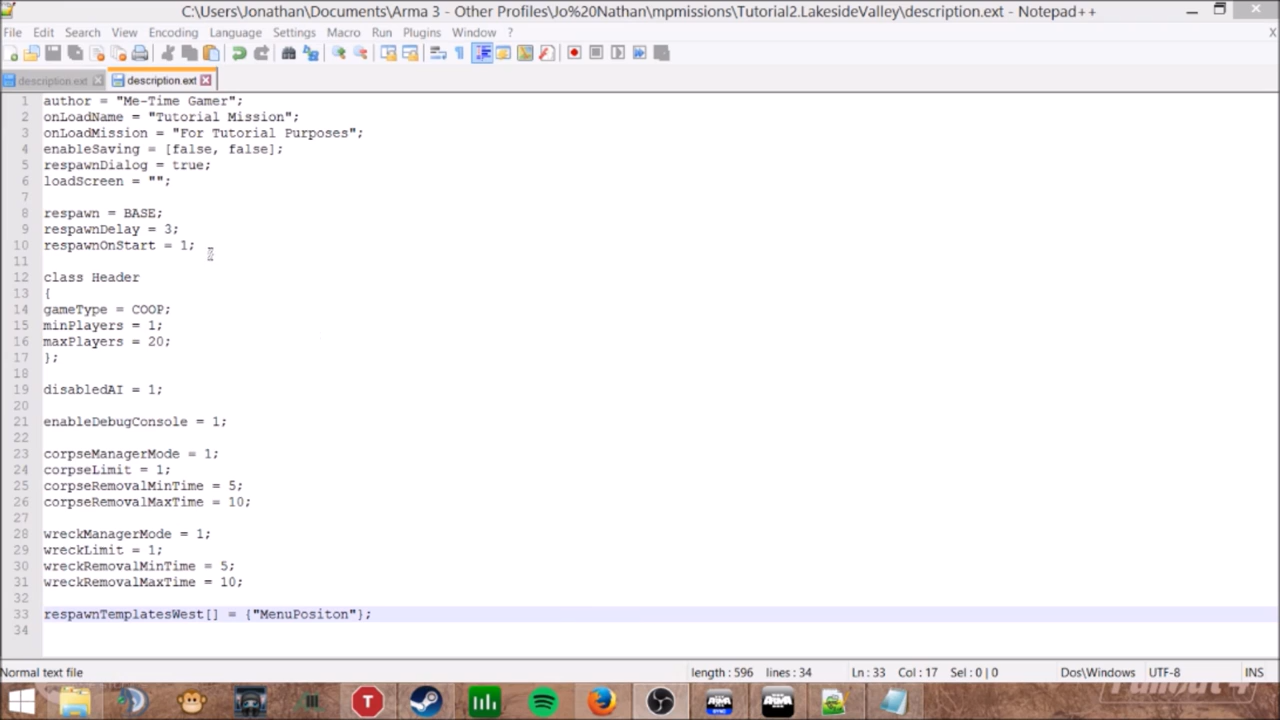 C:\Users\Jonathan\Documents\Arma 3 - Other Profiles\Jo%20Nathan\mpmissions\Tutorial2.LakesideValley\description.ext - Notepad++
File Edit Search View Encoding Language Settings Macro Run Plugins Window ? X
description.ext description.ext
1 author = "Me-Time Gamer";
2 onLoadName = "Tutorial Mission";
3 onLoadMission = "For Tutorial Purposes";
4 enableSaving = [false, false];
5 respawnDialog = true;
6 loadScreen = "";
7
8 respawn = BASE;
9 respawnDelay = 3;
10 respawnOnStart = 1;
11
12 class Header
13 {
14 gameType = COOP;
15 minPlayers = 1;
16 maxPlayers = 20;
17 };
18
19 disabledAI = 1;
20
21 enableDebugConsole = 1;
22
23 corpseManagerMode = 1;
24 corpseLimit = 1;
25 corpseRemovalMinTime = 5;
26 corpseRemovalMaxTime = 10;
27
28 wreckManagerMode = 1;
29 wreckLimit = 1;
30 wreckRemovalMinTime = 5;
31 wreckRemovalMaxTime = 10;
32
33 respawnTemplatesWest[] = {"MenuPositon"};
34
Normal text file length : 596 lines : 34 Ln : 33 Col : 17 Sel : 0 | 0 Dos\Windows UTF-8 INS
T